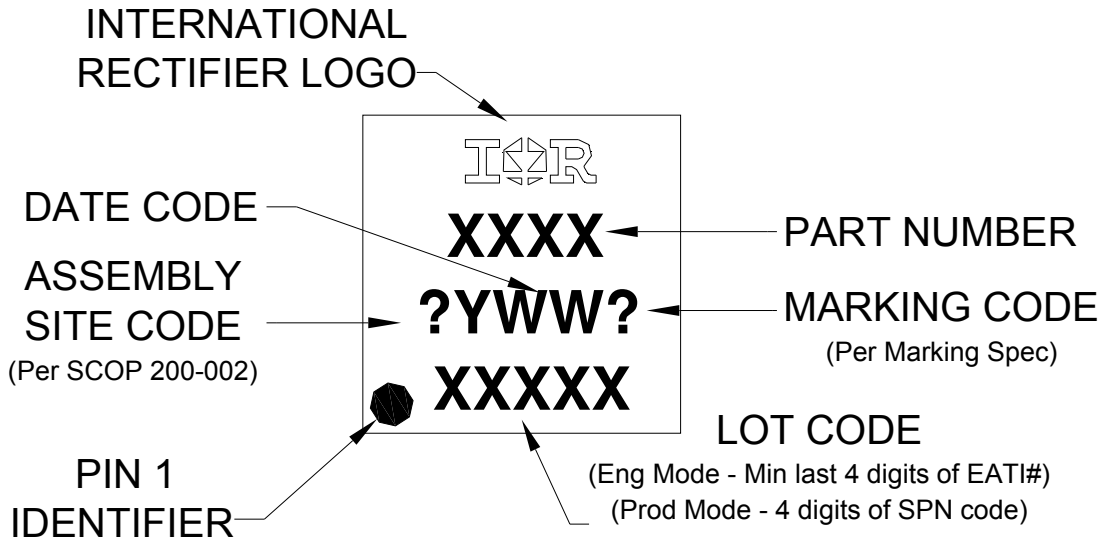 INTERNATIONAL
RECTIFIER LOGO
IOR
DATE CODE
XXXX
PART NUMBER
ASSEMBLY
SITE CODE
(Per SCOP 200-002)
?YWW?
MARKING CODE
(Per Marking Spec)
XXXXX
LOT CODE
(Eng Mode - Min last 4 digits of EATI#)
(Prod Mode - 4 digits of SPN code)
PIN 1
IDENTIFIER